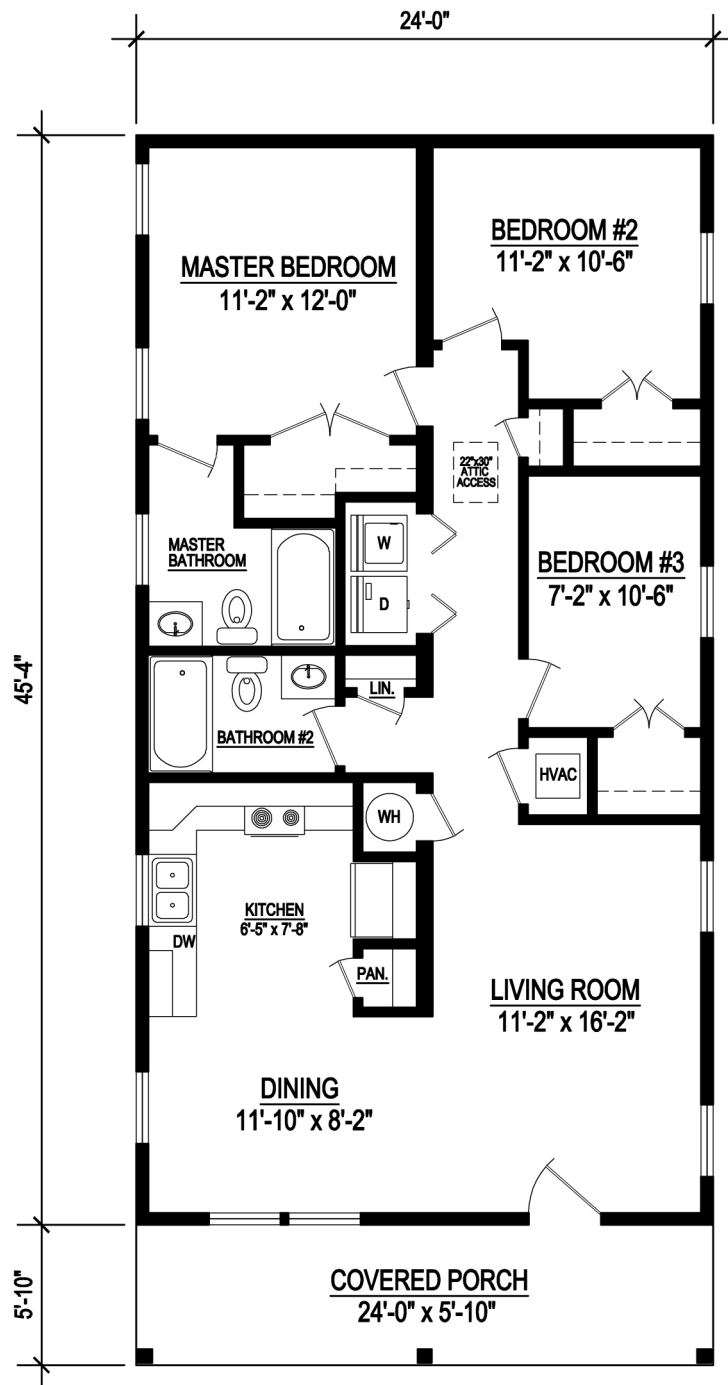 24'-0"
BEDROOM #2
11'-2" x 10'-6"
MASTER BEDROOM
11'-2" x 12'-0"
22"x30"
ATTIC
ACCESS
MASTER
BATHROOM
W
D
BEDROOM #3
7'-2" x 10'-6"
45'-4"
LIN.
BATHROOM #2
HVAC
WH
KITCHEN
6'-5" x 7'-8"
DW
PAN.
LIVING ROOM
11'-2" x 16'-2"
DINING
11'-10" x 8'-2"
5'-10"
COVERED PORCH
24'-0" x 5'-10"